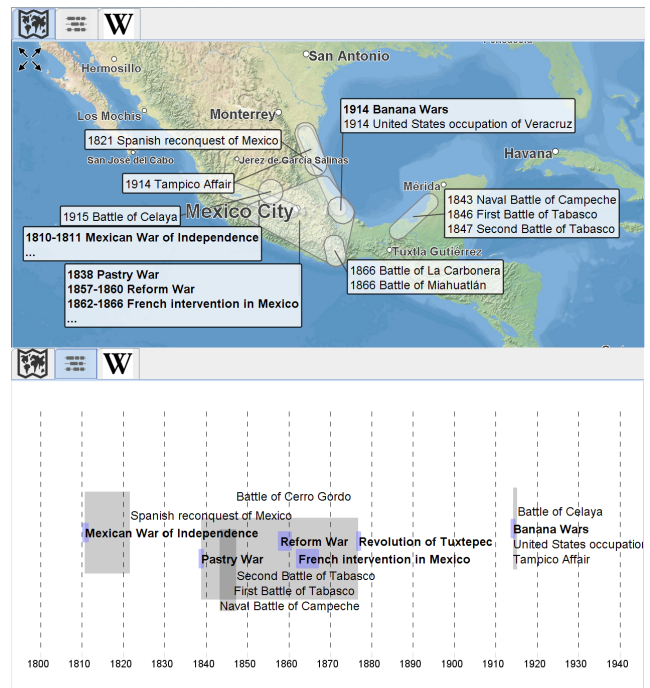 W
San Antonio
Hermosillo
Los Mochis
Monterrey
1914 Banana Wars
1914 United States occupation of Veracruz
1821 Spanish reconquest of Mexico
San José del Cabo
Jerez de García Salinas
Havana
1914 Tampico Affair
Mérida
1843 Naval Battle of Campeche
1846 First Battle of Tabasco
1847 Second Battle of Tabasco
1915 Battle of Celaya
Mexico City
1810-1811 Mexican War of Independence
...
Tuxtla Gutiérrez
1838 Pastry War
1857-1860 Reform War
1862-1866 French intervention in Mexico
...
1866 Battle of La Carbonera
1866 Battle of Miahuatlán
W
Battle of Cerro Gordo
Spanish reconquest of Mexico
Battle of Celaya
Mexican War of Independence
Banana Wars
Reform War
Revolution of Tuxtepec
United States occupation
Pastry War
French intervention in Mexico
Tampico Affair
Second Battle of Tabasco
First Battle of Tabasco
Naval Battle of Campeche
1800 1810 1820 1830 1840 1850 1860 1870 1880 1890 1900 1910 1920 1930 1940